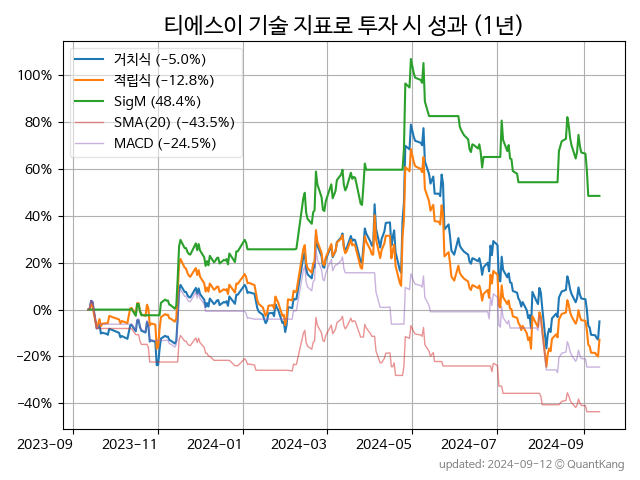 티에스이 기술 지표로 투자 시 성과 (1년)
거치식 (−5.0%)
적립식 (−12.8%)
SigM (48.4%)
SMA(20) (−43.5%)
MACD (−24.5%)
100%
80%
60%
40%
20%
0%
−20%
−40%
2023-09 2023-11 2024-01 2024-03 2024-05 2024-07 2024-09
updated: 2024-09-12 © QuantKang